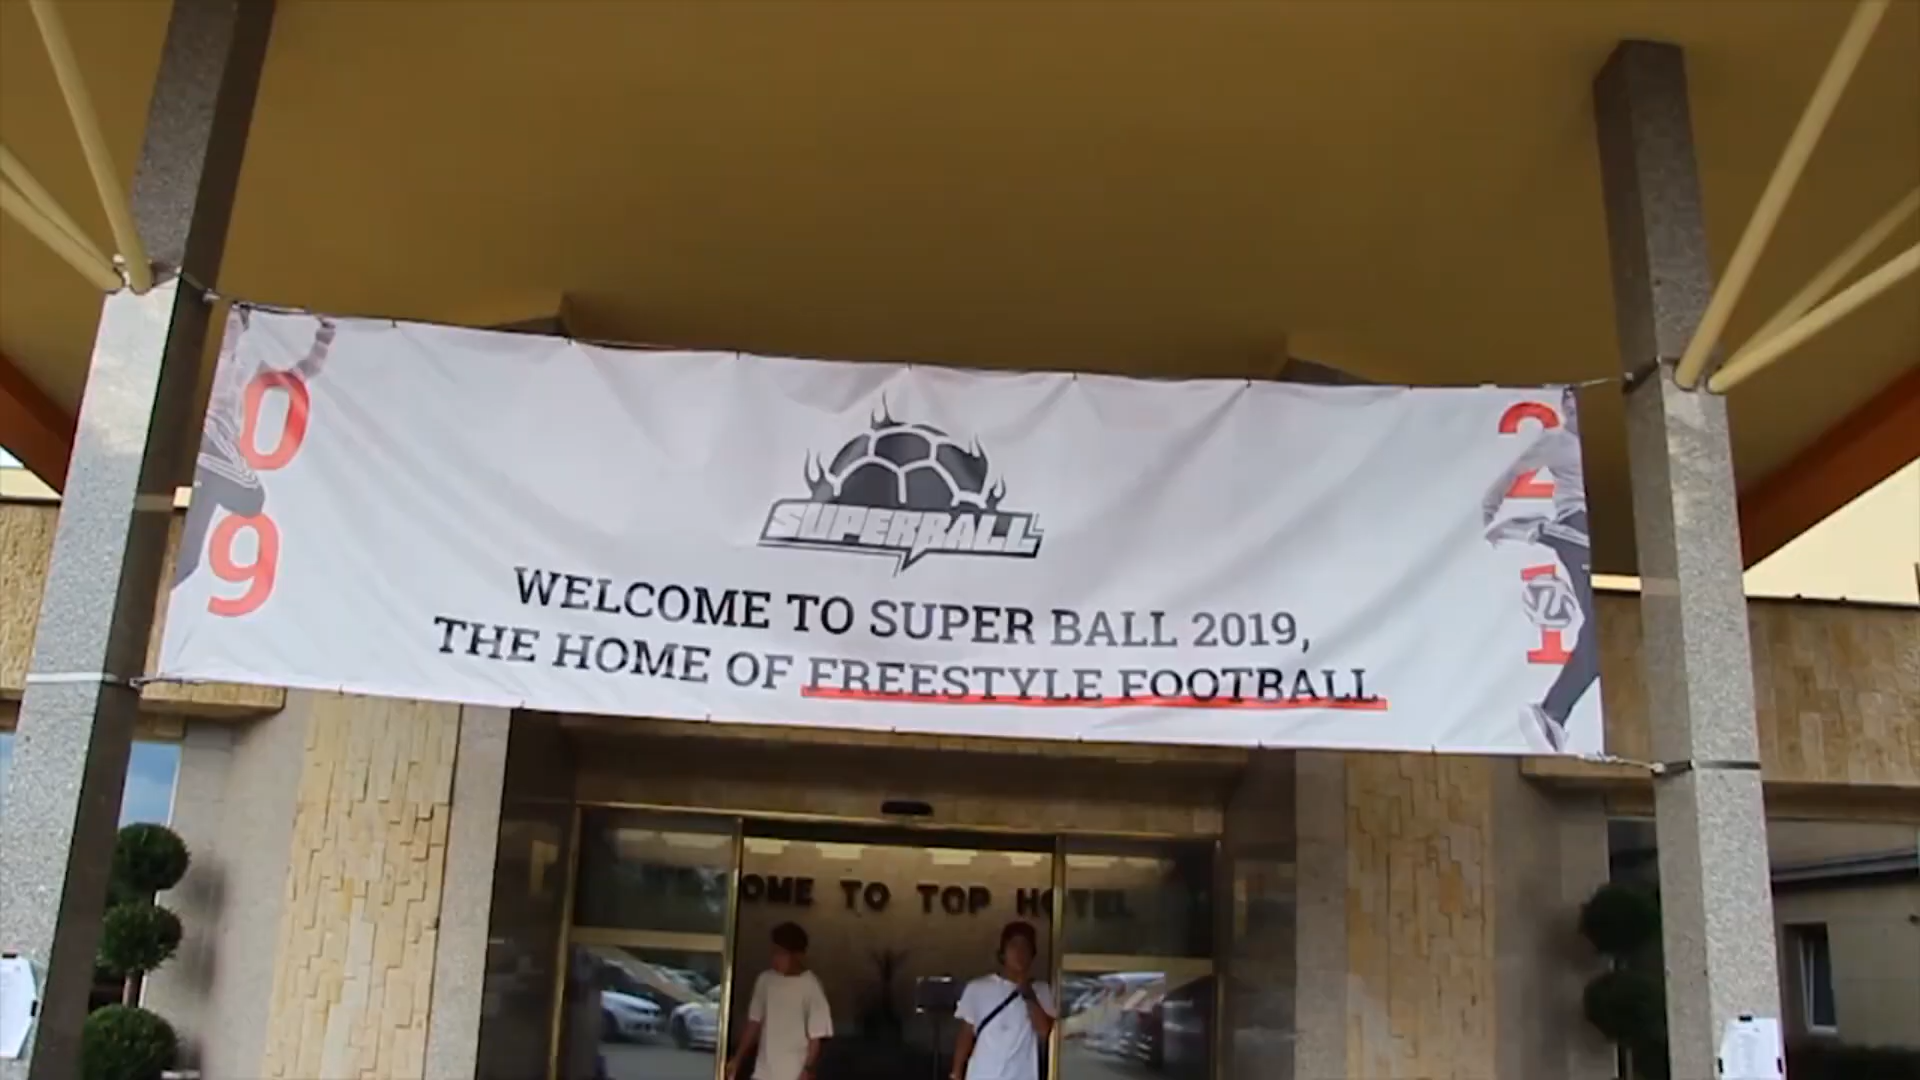 SUPERBALL
WELCOME TO SUPER BALL 2019,
THE HOME OF FREESTYLE FOOTBALL
0
9
2
1
OME TO TOP HOTEL